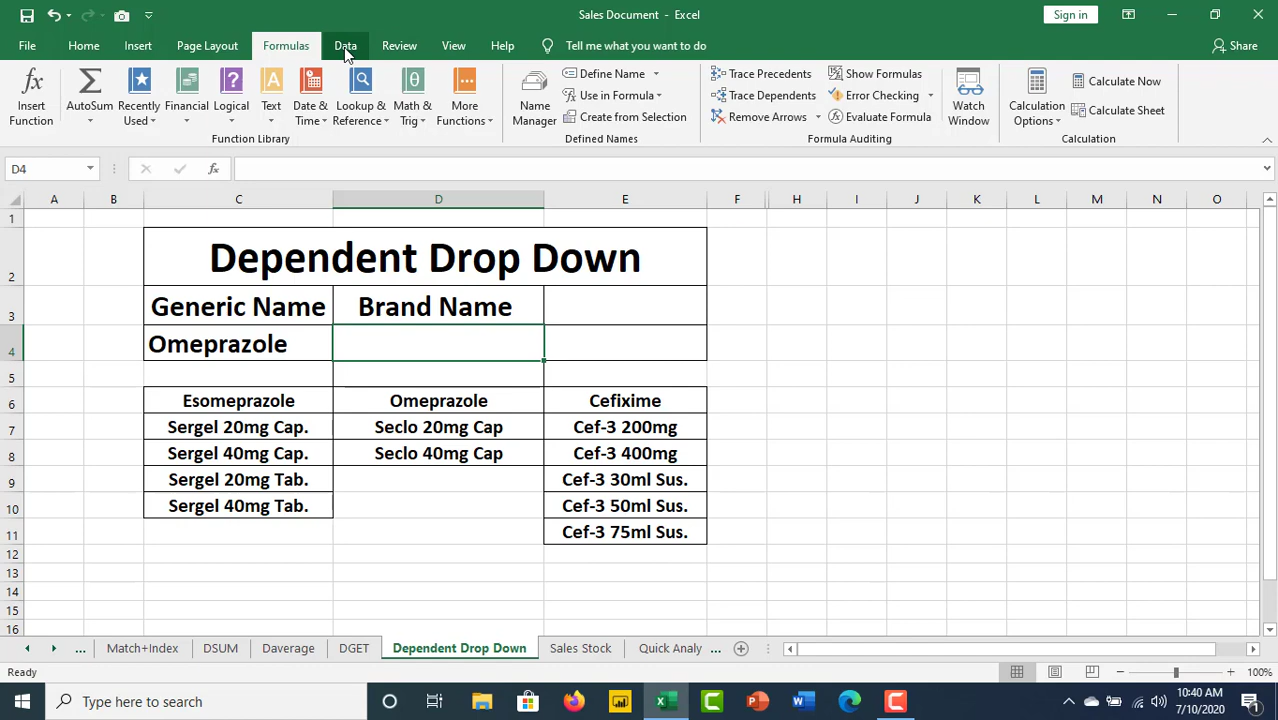 Sales Document - Excel
Sign in
File Home Insert Page Layout Formulas Data Review View Help Tell me what you want to do Share
Insert Function
AutoSum
Recently Used
Financial
Logical
Text
Date & Time
Lookup & Reference
Math & Trig
More Functions
Function Library
Name Manager
Define Name
Use in Formula
Create from Selection
Defined Names
Trace Precedents
Trace Dependents
Remove Arrows
Show Formulas
Error Checking
Evaluate Formula
Formula Auditing
Watch Window
Calculation Options
Calculate Now
Calculate Sheet
Calculation
D4
fx
A B C D E F H I J K L M N O
1
2 Dependent Drop Down
3 Generic Name Brand Name
4 Omeprazole
5
6 Esomeprazole Omeprazole Cefixime
7 Sergel 20mg Cap. Seclo 20mg Cap Cef-3 200mg
8 Sergel 40mg Cap. Seclo 40mg Cap Cef-3 400mg
9 Sergel 20mg Tab. Cef-3 30ml Sus.
10 Sergel 40mg Tab. Cef-3 50ml Sus.
11 Cef-3 75ml Sus.
12
13
14
15
16
... Match+Index DSUM Daverage DGET Dependent Drop Down Sales Stock Quick Analy ...
Ready
100%
Type here to search
10:40 AM
7/10/2020
1